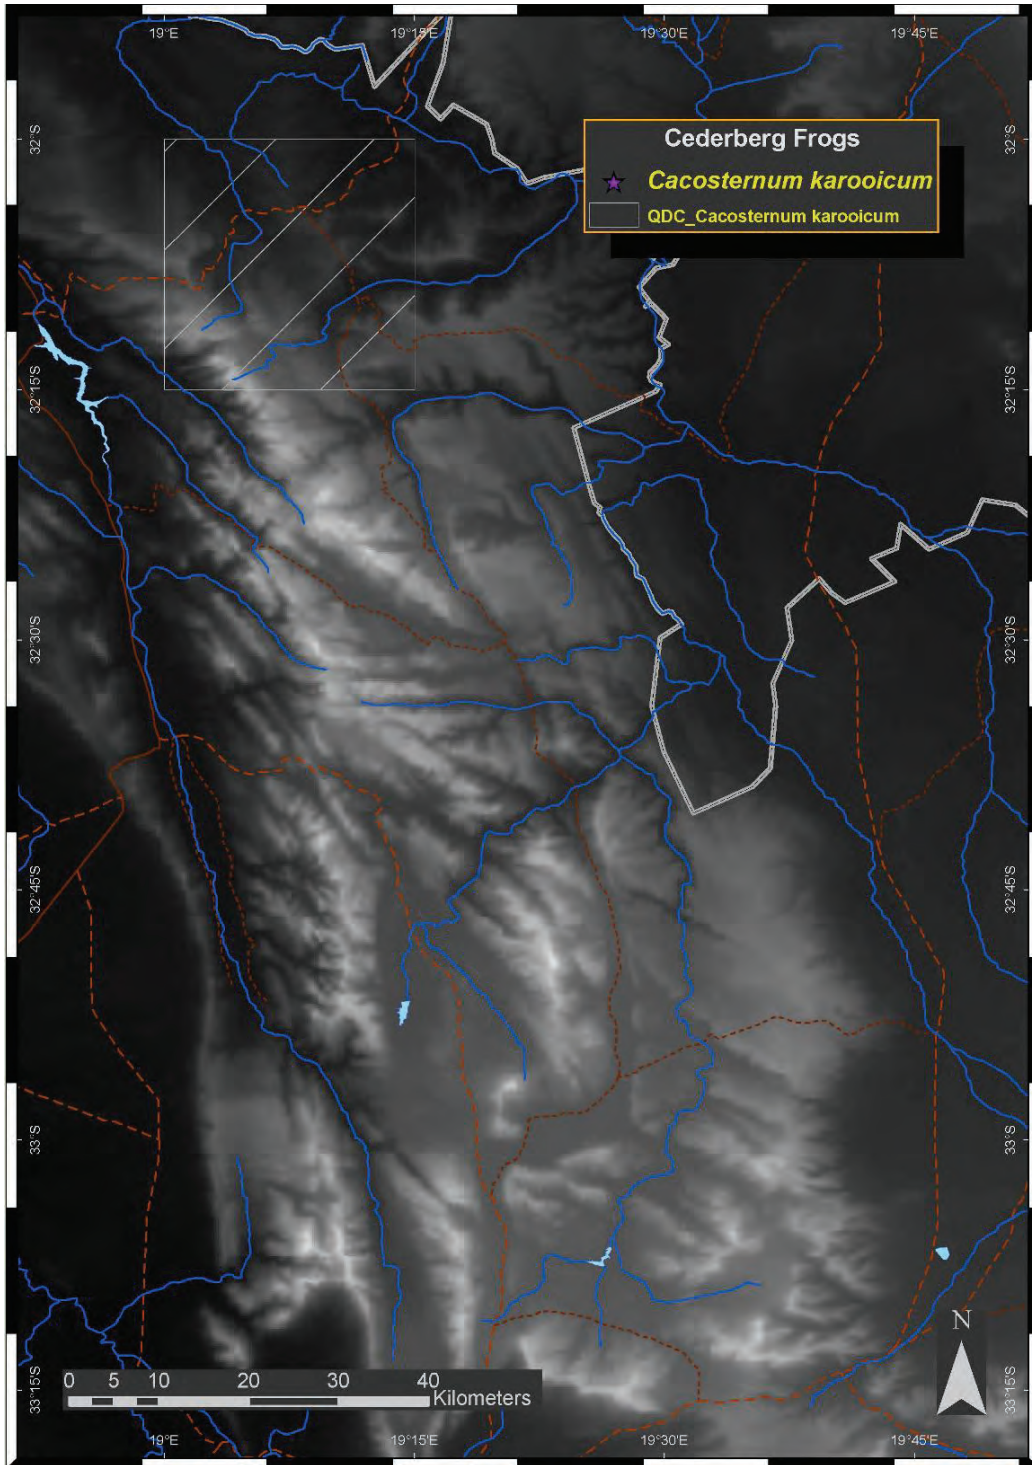 19°E 19°15'E 19°30'E 19°45'E
32°S 32°S
Cederberg Frogs
Cacosternum karooicum
QDC_Cacosternum karooicum
32°15'S 32°15'S
32°30'S 32°30'S
32°45'S 32°45'S
33°S 33°S
N
33°15'S 33°15'S
0 5 10 20 30 40
Kilometers
19°E 19°15'E 19°30'E 19°45'E